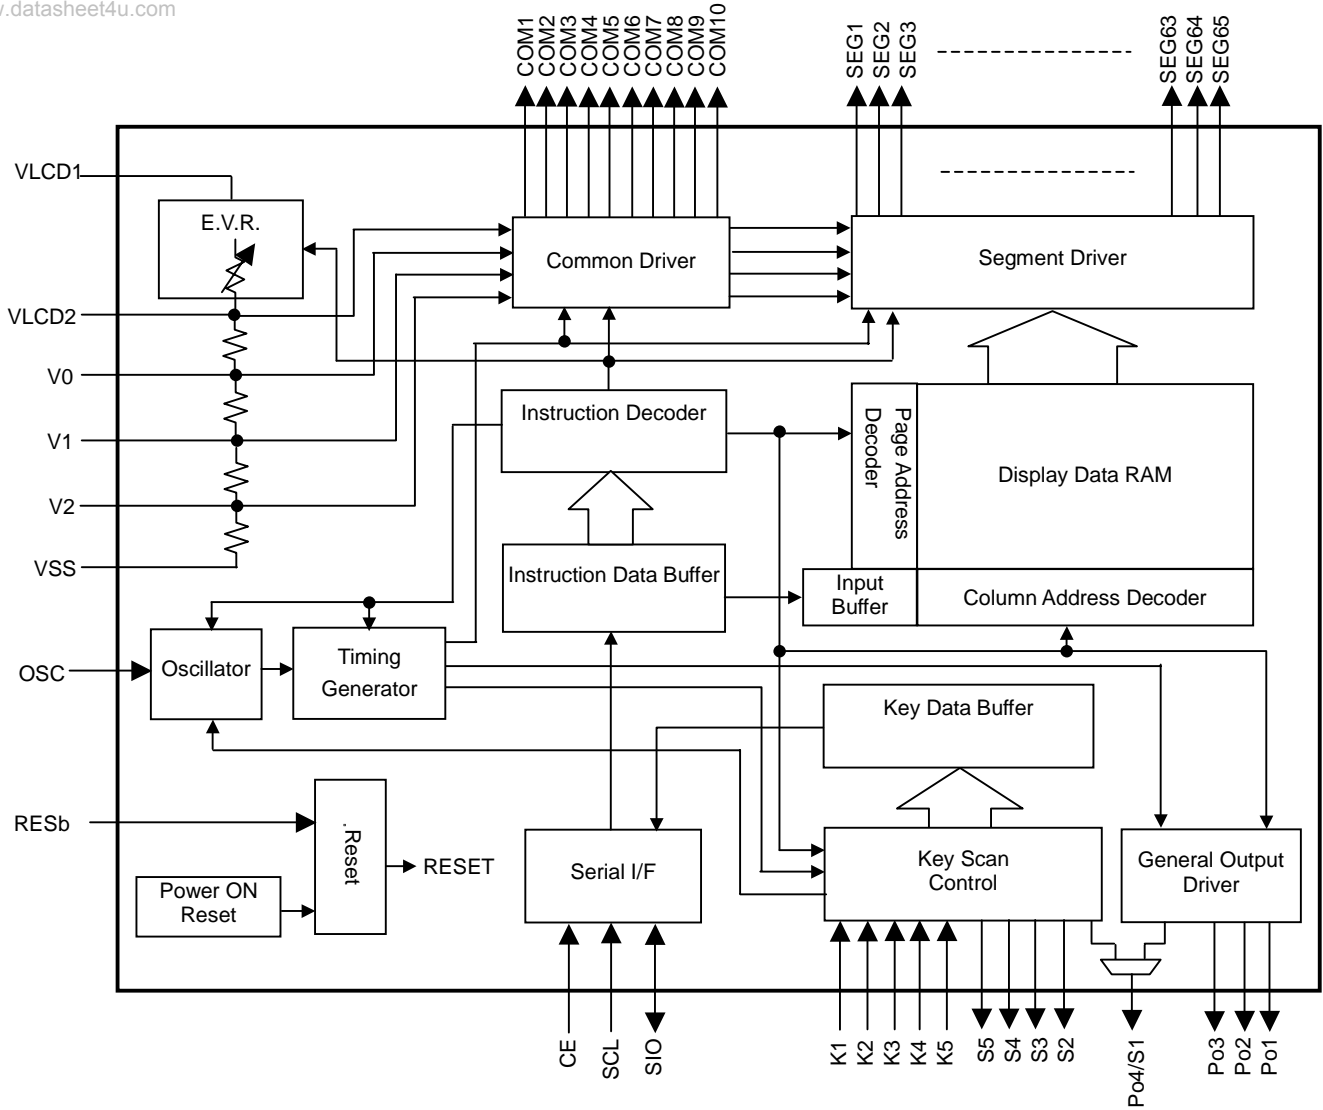 w.datasheet4u.com
COM1
COM2
COM3
COM4
COM5
COM6
COM7
COM8
COM9
COM10
SEG1
SEG2
SEG3
SEG63
SEG64
SEG65
VLCD1
E.V.R.
Common Driver
Segment Driver
VLCD2
V0
V1
V2
VSS
Instruction Decoder
Page Address
Decoder
Display Data RAM
Instruction Data Buffer
Input
Buffer
Column Address Decoder
OSC
Oscillator
Timing
Generator
Key Data Buffer
RESb
.Reset
RESET
Power ON
Reset
Serial I/F
Key Scan
Control
General Output
Driver
CE
SCL
SIO
K1
K2
K3
K4
K5
S5
S4
S3
S2
Po4/S1
Po3
Po2
Po1